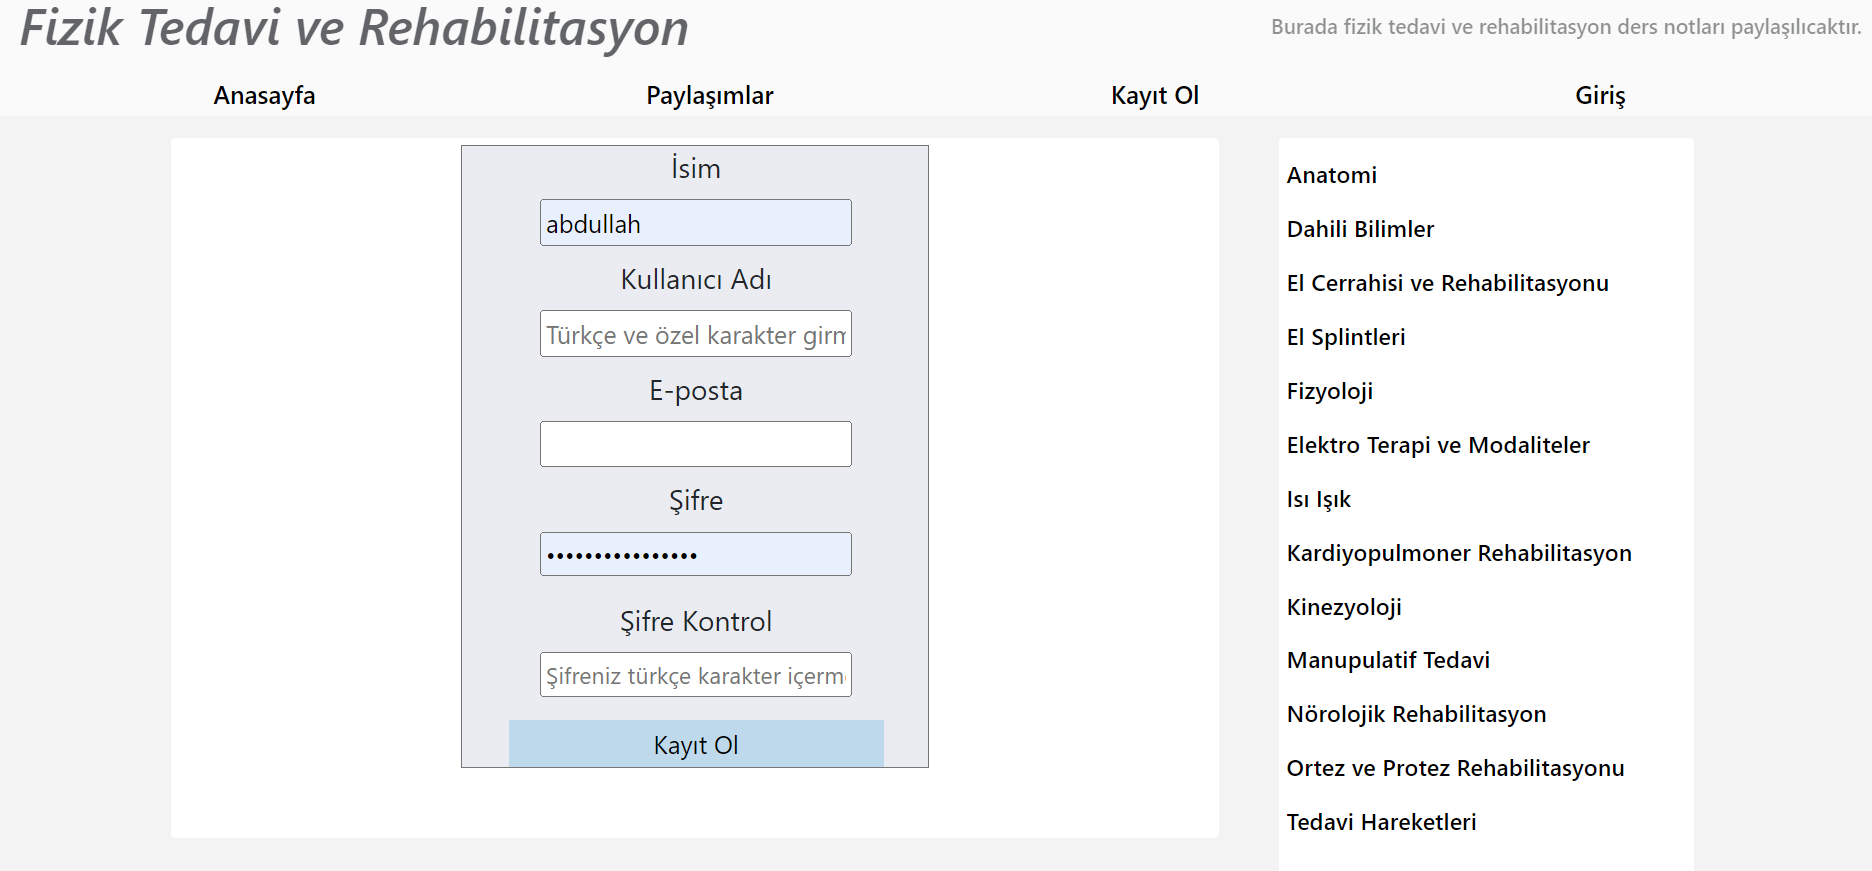 Fizik Tedavi ve Rehabilitasyon
Burada fizik tedavi ve rehabilitasyon ders notları paylaşılıcaktır.
Anasayfa
Paylaşımlar
Kayıt Ol
Giriş
İsim
abdullah
Kullanıcı Adı
Türkçe ve özel karakter girm
E-posta
Şifre
••••••••••••••••
Şifre Kontrol
Şifreniz türkçe karakter içerm
Kayıt Ol
Anatomi
Dahili Bilimler
El Cerrahisi ve Rehabilitasyonu
El Splintleri
Fizyoloji
Elektro Terapi ve Modaliteler
Isı Işık
Kardiyopulmoner Rehabilitasyon
Kinezyoloji
Manupulatif Tedavi
Nörolojik Rehabilitasyon
Ortez ve Protez Rehabilitasyonu
Tedavi Hareketleri